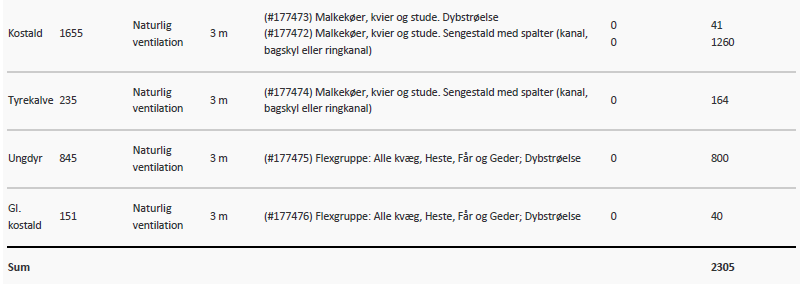 Kostald 1655 Naturlig ventilation 3 m (#177473) Malkekøer, kvier og stude. Dybstrøelse 0 41
(#177472) Malkekøer, kvier og stude. Sengestald med spalter (kanal, 0 1260
bagskyl eller ringkanal)
Tyrekalve 235 Naturlig ventilation 3 m (#177474) Malkekøer, kvier og stude. Sengestald med spalter (kanal, 0 164
bagskyl eller ringkanal)
Ungdyr 845 Naturlig ventilation 3 m (#177475) Flexgruppe: Alle kvæg, Heste, Får og Geder; Dybstrøelse 0 800
Gl. kostald 151 Naturlig ventilation 3 m (#177476) Flexgruppe: Alle kvæg, Heste, Får og Geder; Dybstrøelse 0 40
Sum 2305